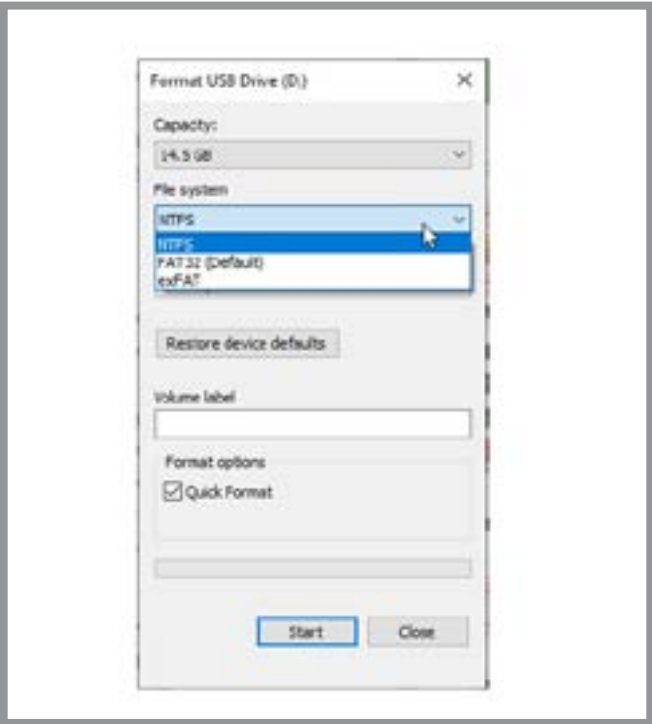 Format USB Drive (D:)
Capacity:
14.5 GB
File system
NTFS
NTFS
FAT32 (Default)
exFAT
Restore device defaults
Volume label
Format options
Quick Format
Start
Close